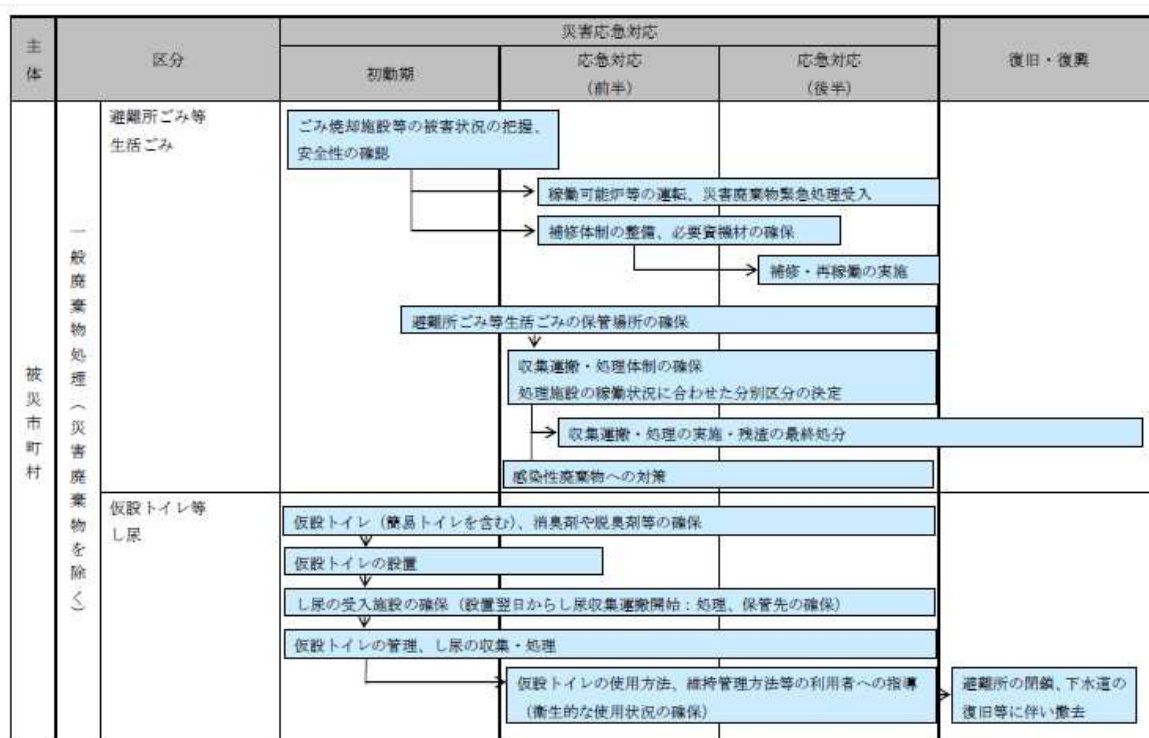 主体
区分
災害応急対応
復旧・復興
初動期
応急対応
（前半）
応急対応
（後半）
被災市町村
一般廃棄物処理（災害廃棄物を除く）
避難所ごみ等
生活ごみ
ごみ焼却施設等の被害状況の把握、
安全性の確認
稼働可能炉等の運転、災害廃棄物緊急処理受入
補修体制の整備、必要資機材の確保
補修・再稼働の実施
避難所ごみ等生活ごみの保管場所の確保
収集運搬・処理体制の確保
処理施設の稼働状況に合わせた分別区分の決定
収集運搬・処理の実施・残渣の最終処分
感染性廃棄物への対策
仮設トイレ等
し尿
仮設トイレ（簡易トイレを含む）、消臭剤や脱臭剤等の確保
仮設トイレの設置
し尿の受入施設の確保（設置翌日からし尿収集運搬開始：処理、保管先の確保）
仮設トイレの管理、し尿の収集・処理
仮設トイレの使用方法、維持管理方法等の利用者への指導
（衛生的な使用状況の確保）
避難所の閉鎖、下水道の
復旧等に伴い撤去